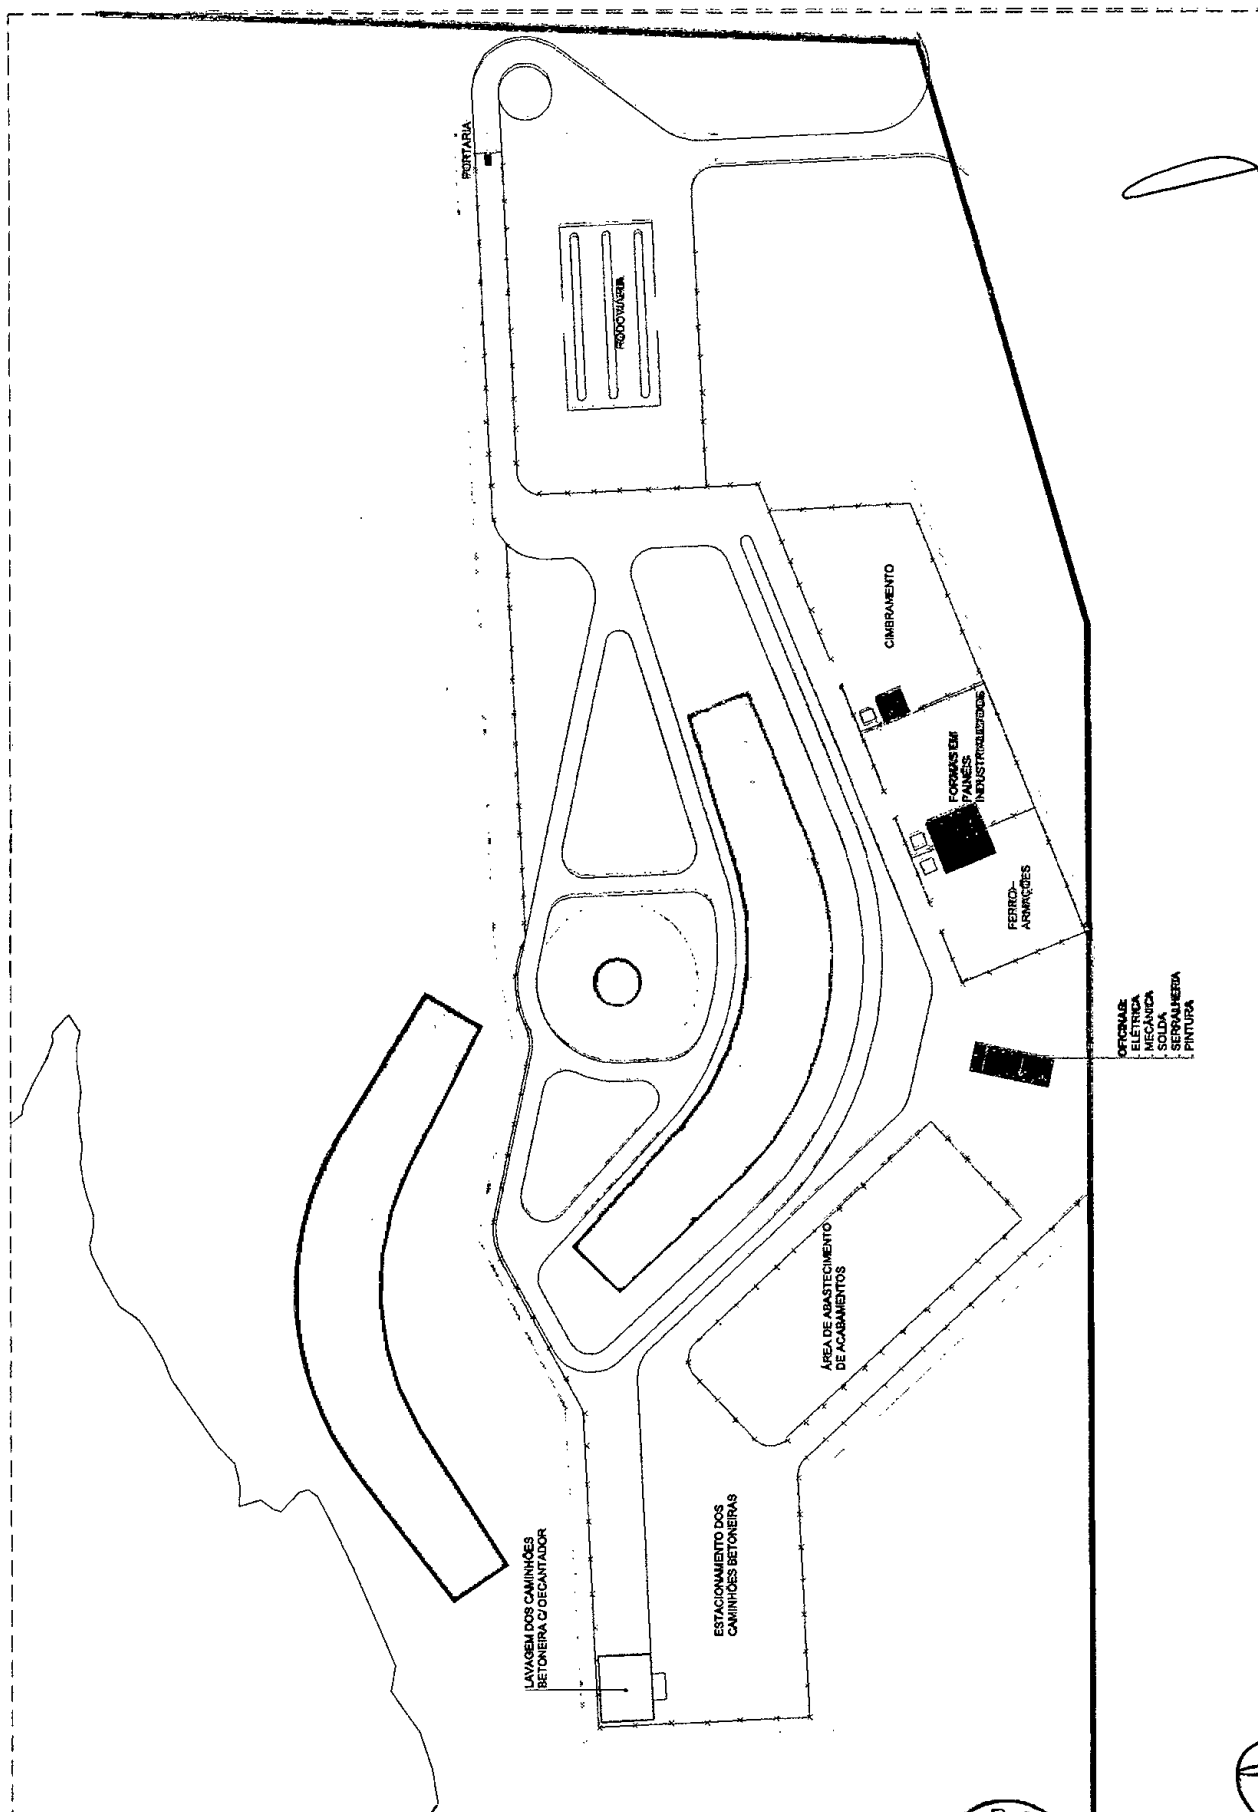 PORTARIA
RODOVIÁRIA
CIMBRAMENTO
FORMAS EM
PAINÉIS
INDUSTRIALIZADOS
FERRO-
ARMAÇÕES
OFICINAS:
ELÉTRICA
MECÂNICA
SOLDA
SERRALHERIA
PINTURA
ÁREA DE ABASTECIMENTO
DE ACABAMENTOS
ESTACIONAMENTO DOS
CAMINHÕES BETONEIRAS
LAVAGEM DOS CAMINHÕES
BETONEIRA C/ DECANTADOR